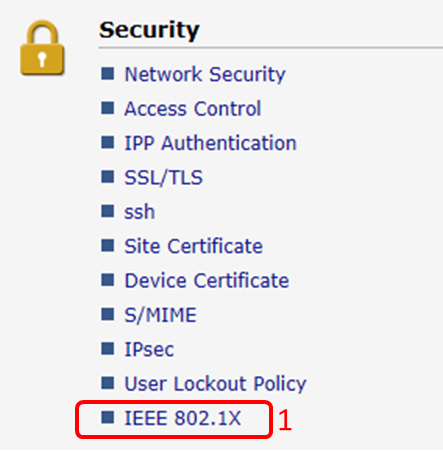 Security
Network Security
Access Control
IPP Authentication
SSL/TLS
ssh
Site Certificate
Device Certificate
S/MIME
IPsec
User Lockout Policy
IEEE 802.1X 1